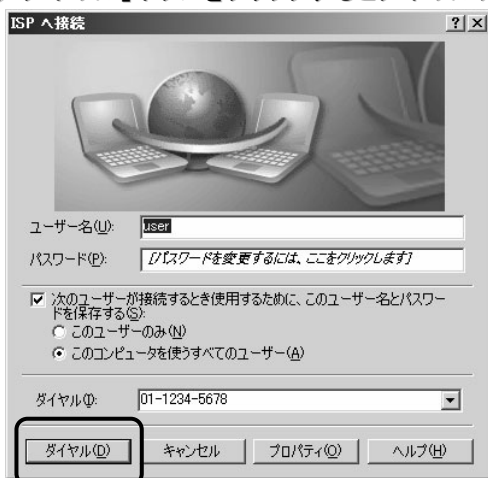 ISP へ接続
ユーザー名(U):
user
パスワード(P):
[パスワードを変更するには、ここをクリックします]
次のユーザーが接続するとき使用するために、このユーザー名とパスワー
ドを保存する(S):
このユーザーのみ(N)
このコンピュータを使うすべてのユーザー(A)
ダイヤル(I):
01-1234-5678
ダイヤル(D) キャンセル プロパティ(O) ヘルプ(H)